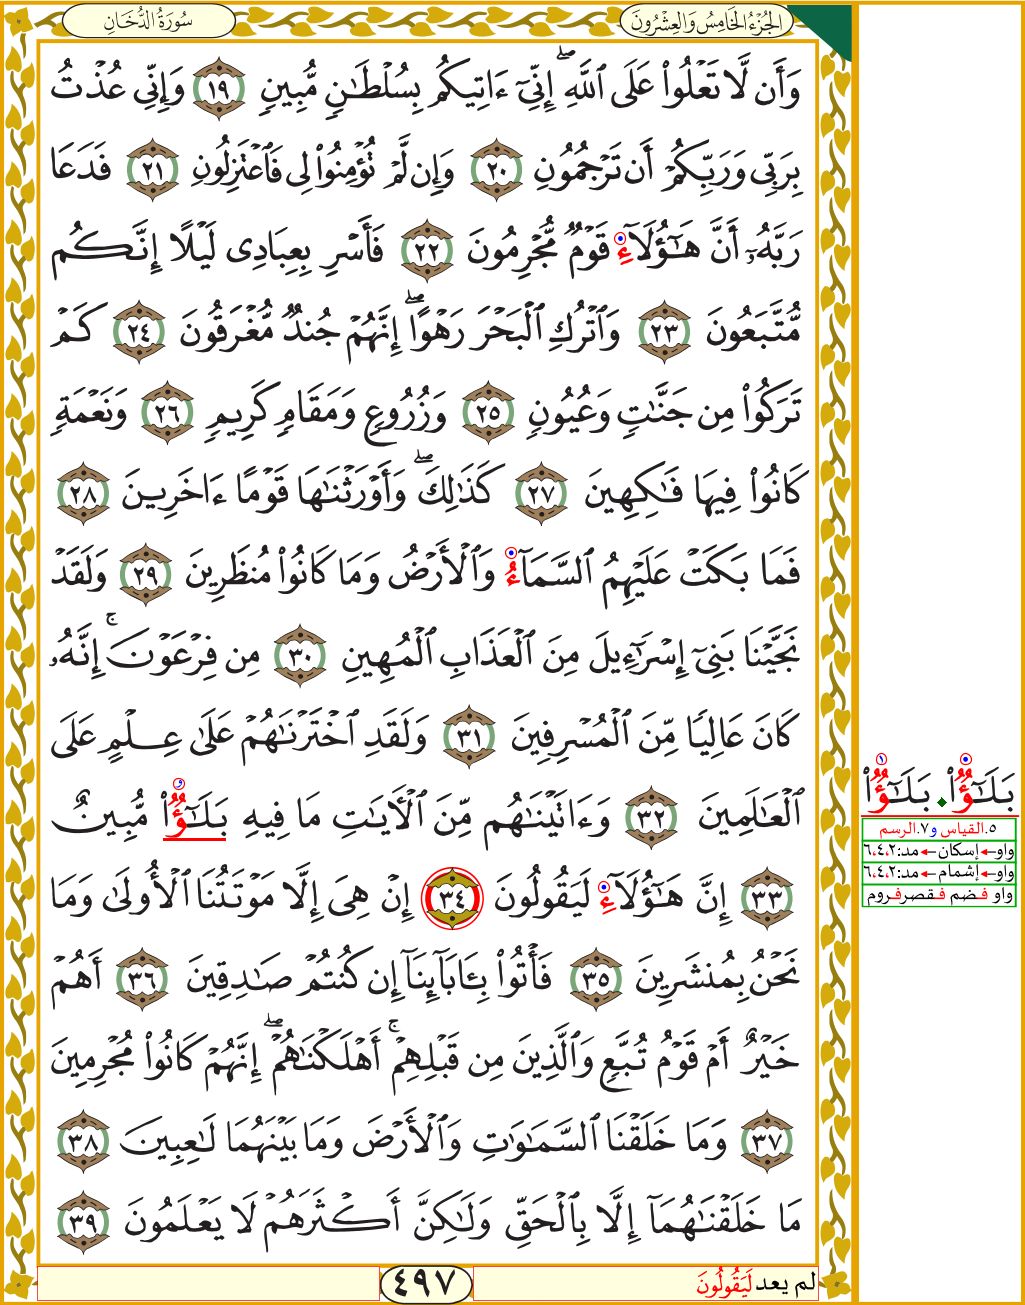 سُورَةُ الدُّخَانِ
الجُزْءُ الخَامِسُ وَالعِشْرُونَ
وَأَن لَّا تَعْلُوا۟ عَلَى ٱللَّهِ ۖ إِنِّىٓ ءَاتِيكُم بِسُلْطَـٰنٍ مُّبِينٍ ١٩ وَإِنِّى عُذْتُ
بِرَبِّى وَرَبِّكُمْ أَن تَرْجُمُونِ ٢٠ وَإِن لَّمْ تُؤْمِنُوا۟ لِى فَٱعْتَزِلُونِ ٢١ فَدَعَا
رَبَّهُۥٓ أَنَّ هَـٰٓؤُلَآءِ قَوْمٌ مُّجْرِمُونَ ٢٢ فَأَسْرِ بِعِبَادِى لَيْلًا إِنَّكُم
مُّتَّبَعُونَ ٢٣ وَٱتْرُكِ ٱلْبَحْرَ رَهْوًا ۖ إِنَّهُمْ جُندٌ مُّغْرَقُونَ ٢٤ كَمْ
تَرَكُوا۟ مِن جَنَّـٰتٍ وَعُيُونٍ ٢٥ وَزُرُوعٍ وَمَقَامٍ كَرِيمٍ ٢٦ وَنَعْمَةٍ
كَانُوا۟ فِيهَا فَـٰكِهِينَ ٢٧ كَذَٰلِكَ ۖ وَأَوْرَثْنَـٰهَا قَوْمًا ءَاخَرِينَ ٢٨
فَمَا بَكَتْ عَلَيْهِمُ ٱلسَّمَآءُ وَٱلْأَرْضُ وَمَا كَانُوا۟ مُنظَرِينَ ٢٩ وَلَقَدْ
نَجَّيْنَا بَنِىٓ إِسْرَٰٓءِيلَ مِنَ ٱلْعَذَابِ ٱلْمُهِينِ ٣٠ مِن فِرْعَوْنَ ۚ إِنَّهُۥ
كَانَ عَالِيًا مِّنَ ٱلْمُسْرِفِينَ ٣١ وَلَقَدِ ٱخْتَرْنَـٰهُمْ عَلَىٰ عِلْمٍ عَلَى
ٱلْعَـٰلَمِينَ ٣٢ وَءَاتَيْنَـٰهُم مِّنَ ٱلْـَٔايَـٰتِ مَا فِيهِ بَلَـٰٓؤٌا۟ مُّبِينٌ
٣٣ إِنَّ هَـٰٓؤُلَآءِ لَيَقُولُونَ ٣٤ إِنْ هِىَ إِلَّا مَوْتَتُنَا ٱلْأُولَىٰ وَمَا
نَحْنُ بِمُنشَرِينَ ٣٥ فَأْتُوا۟ بِـَٔابَآئِنَآ إِن كُنتُمْ صَـٰدِقِينَ ٣٦ أَهُمْ
خَيْرٌ أَمْ قَوْمُ تُبَّعٍ وَٱلَّذِينَ مِن قَبْلِهِمْ ۚ أَهْلَكْنَـٰهُمْ ۖ إِنَّهُمْ كَانُوا۟ مُجْرِمِينَ
٣٧ وَمَا خَلَقْنَا ٱلسَّمَـٰوَٰتِ وَٱلْأَرْضَ وَمَا بَيْنَهُمَا لَـٰعِبِينَ ٣٨
مَا خَلَقْنَـٰهُمَآ إِلَّا بِٱلْحَقِّ وَلَـٰكِنَّ أَكْثَرَهُمْ لَا يَعْلَمُونَ ٣٩
بَلَـٰٓؤٌا۟ . بَلَـٰٓؤٌا۟
٥.القياس و٧.الرسم
واو←إسكان←مد:٦،٤،٢
واو←إشمام←مد:٦،٤،٢
واو فضم فقصرفروم
لم يعد لَيَقُولُونَ
٤٩٧